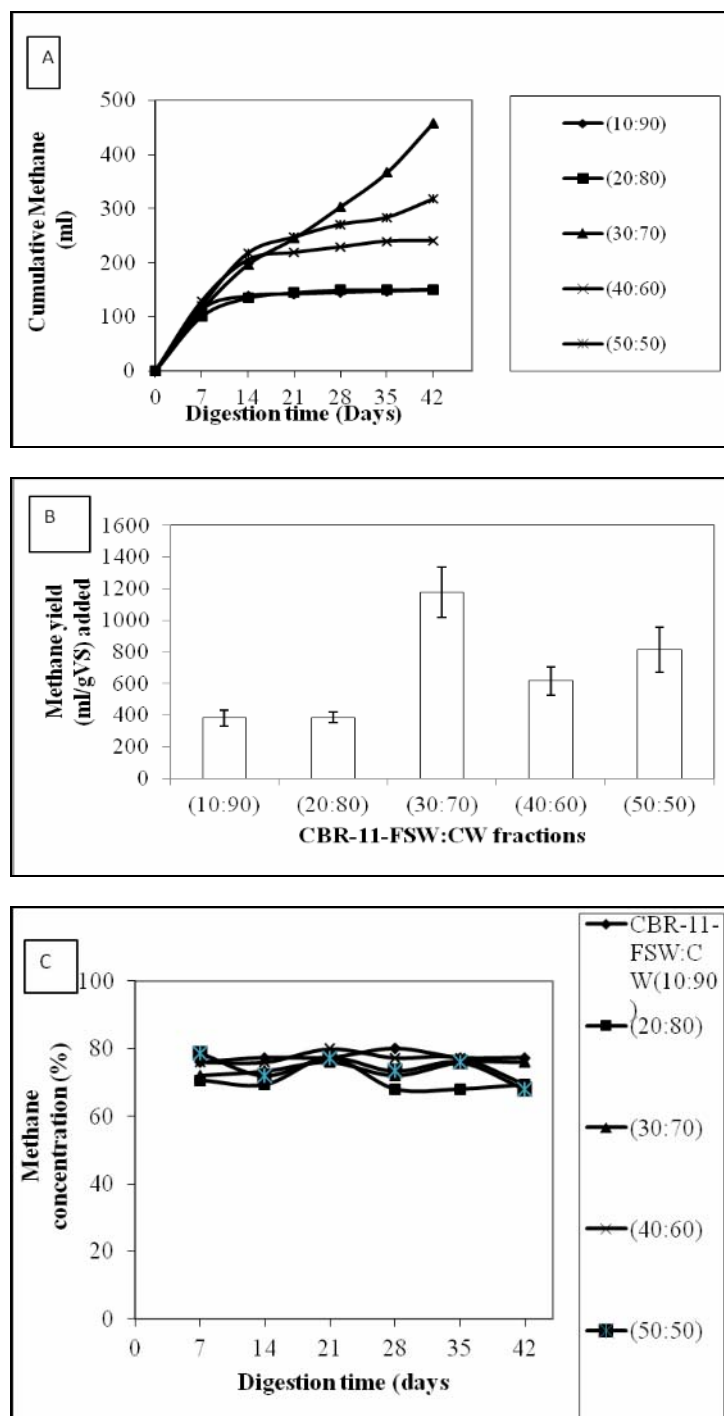 A
Cumulative Methane
(ml)
500
400
300
200
100
0
0 7 14 21 28 35 42
Digestion time (Days)
(10:90)
(20:80)
(30:70)
(40:60)
(50:50)
B
Methane yield
(ml/gVS) added
1600
1400
1200
1000
800
600
400
200
0
(10:90) (20:80) (30:70) (40:60) (50:50)
CBR-11-FSW:CW fractions
C
Methane
concentration (%)
100
80
60
40
20
0
7 14 21 28 35 42
Digestion time (days
CBR-11-
FSW:C
W(10:90
)
(20:80)
(30:70)
(40:60)
(50:50)